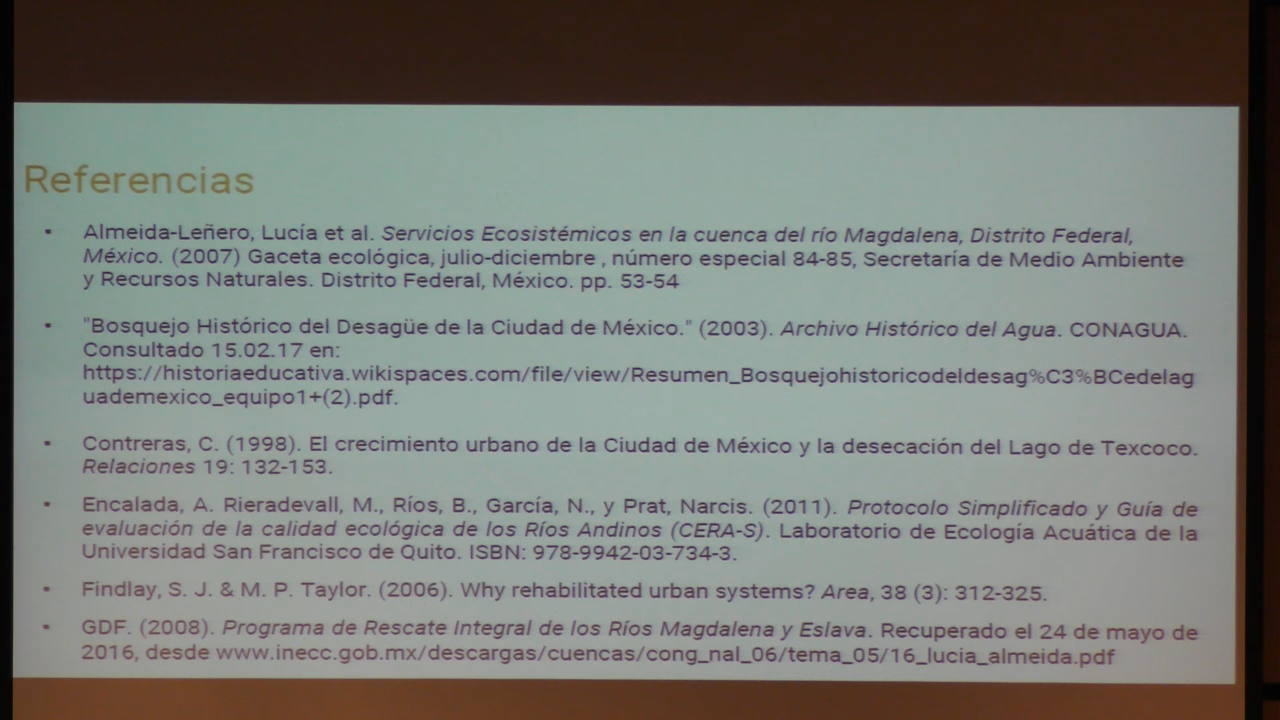 Referencias
• Almeida-Leñero, Lucía et al. Servicios Ecosistémicos en la cuenca del río Magdalena, Distrito Federal,
México. (2007) Gaceta ecológica, julio-diciembre , número especial 84-85, Secretaría de Medio Ambiente
y Recursos Naturales. Distrito Federal, México. pp. 53-54
• "Bosquejo Histórico del Desagüe de la Ciudad de México." (2003). Archivo Histórico del Agua. CONAGUA.
Consultado 15.02.17 en:
https://historiaeducativa.wikispaces.com/file/view/Resumen_Bosquejohistoricodeldesag%C3%BCedelag
uademexico_equipo1+(2).pdf.
• Contreras, C. (1998). El crecimiento urbano de la Ciudad de México y la desecación del Lago de Texcoco.
Relaciones 19: 132-153.
• Encalada, A. Rieradevall, M., Ríos, B., García, N., y Prat, Narcis. (2011). Protocolo Simplificado y Guía de
evaluación de la calidad ecológica de los Ríos Andinos (CERA-S). Laboratorio de Ecología Acuática de la
Universidad San Francisco de Quito. ISBN: 978-9942-03-734-3.
• Findlay, S. J. & M. P. Taylor. (2006). Why rehabilitated urban systems? Area, 38 (3): 312-325.
• GDF. (2008). Programa de Rescate Integral de los Ríos Magdalena y Eslava. Recuperado el 24 de mayo de
2016, desde www.inecc.gob.mx/descargas/cuencas/cong_nal_06/tema_05/16_lucia_almeida.pdf